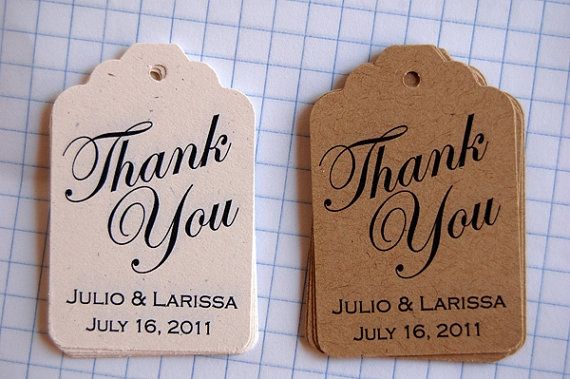 Thank
You
JULIO & LARISSA
JULY 16, 2011
Thank
You
JULIO & LARISSA
JULY 16, 2011